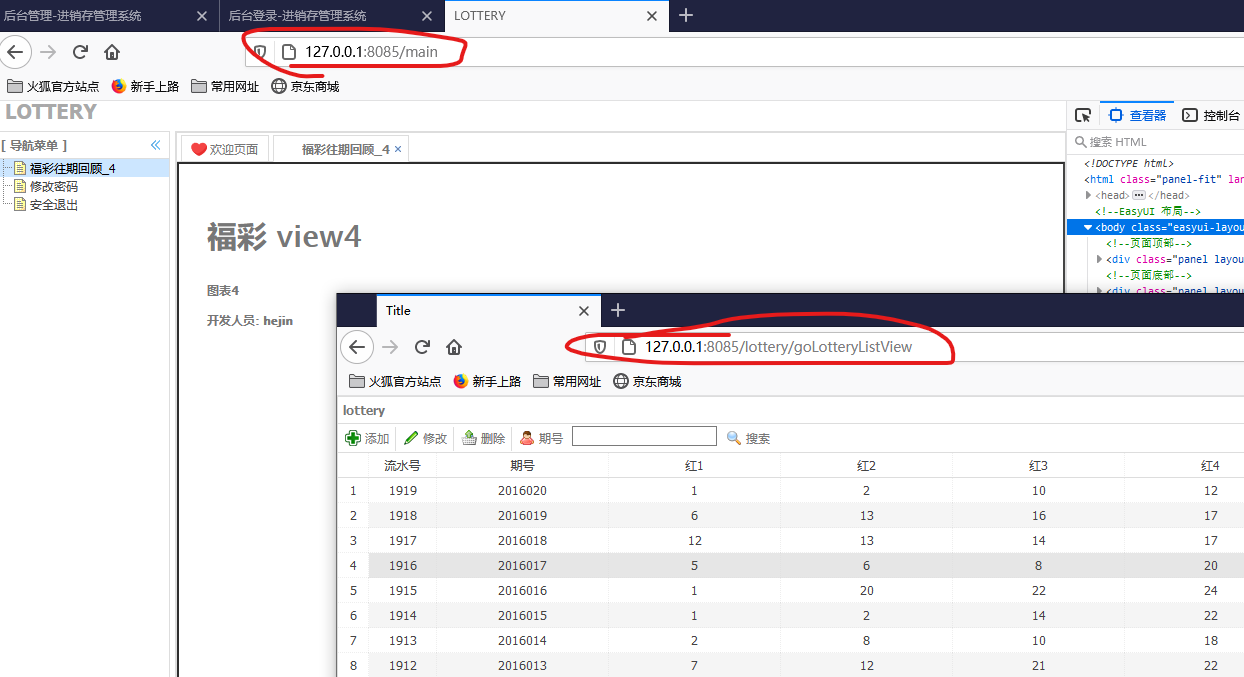 后台管理-进销存管理系统
后台登录-进销存管理系统
LOTTERY
127.0.0.1:8085/main
火狐官方站点 新手上路 常用网址 京东商城
LOTTERY
查看器 控制台
[ 导航菜单 ]
欢迎页面 福彩往期回顾_4
搜索 HTML
福彩往期回顾_4
修改密码
安全退出
<!DOCTYPE html>
<html class="panel-fit" lan
<head> </head>
<!--EasyUI 布局-->
<body class="easyui-layou
<!--页面顶部-->
<div class="panel layou
<!--页面底部-->
<div class="panel layou
福彩 view4
图表4
开发人员: hejin
Title
127.0.0.1:8085/lottery/goLotteryListView
火狐官方站点 新手上路 常用网址 京东商城
lottery
添加 修改 删除 期号 搜索
流水号 期号 红1 红2 红3 红4
1 1919 2016020 1 2 10 12
2 1918 2016019 6 13 16 17
3 1917 2016018 12 13 14 17
4 1916 2016017 5 6 8 20
5 1915 2016016 1 20 22 24
6 1914 2016015 1 2 14 22
7 1913 2016014 2 8 10 18
8 1912 2016013 7 12 21 22